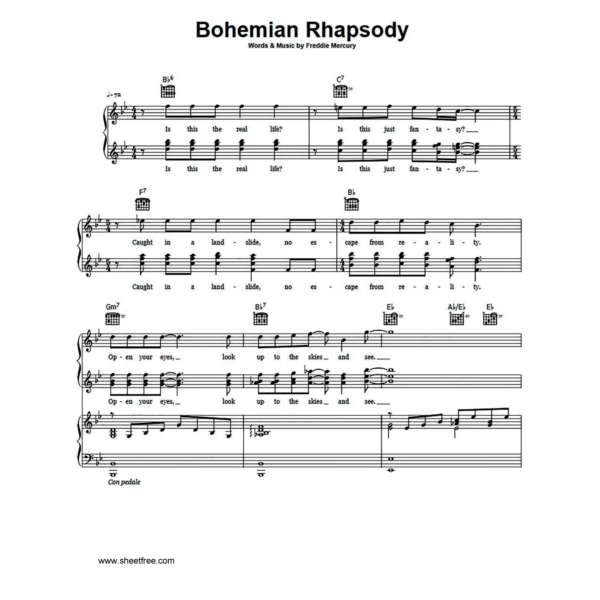 Bohemian Rhapsody
Words & Music by Freddie Mercury
B♭6 C7
♩=72
Is this the real life? Is this just fan- ta- sy?
Is this the real life? Is this just fan- ta- sy?
F7 B♭
Caught in a land- slide, no es- cape from re- a- li- ty.
Caught in a land- slide, no es- cape from re- a- li- ty.
Gm7 B♭7 E♭ A♭/E♭ E♭
Op- en your eyes, look up to the skies and see.
Op- en your eyes, look up to the skies and see.
Con pedale
www.sheetfree.com